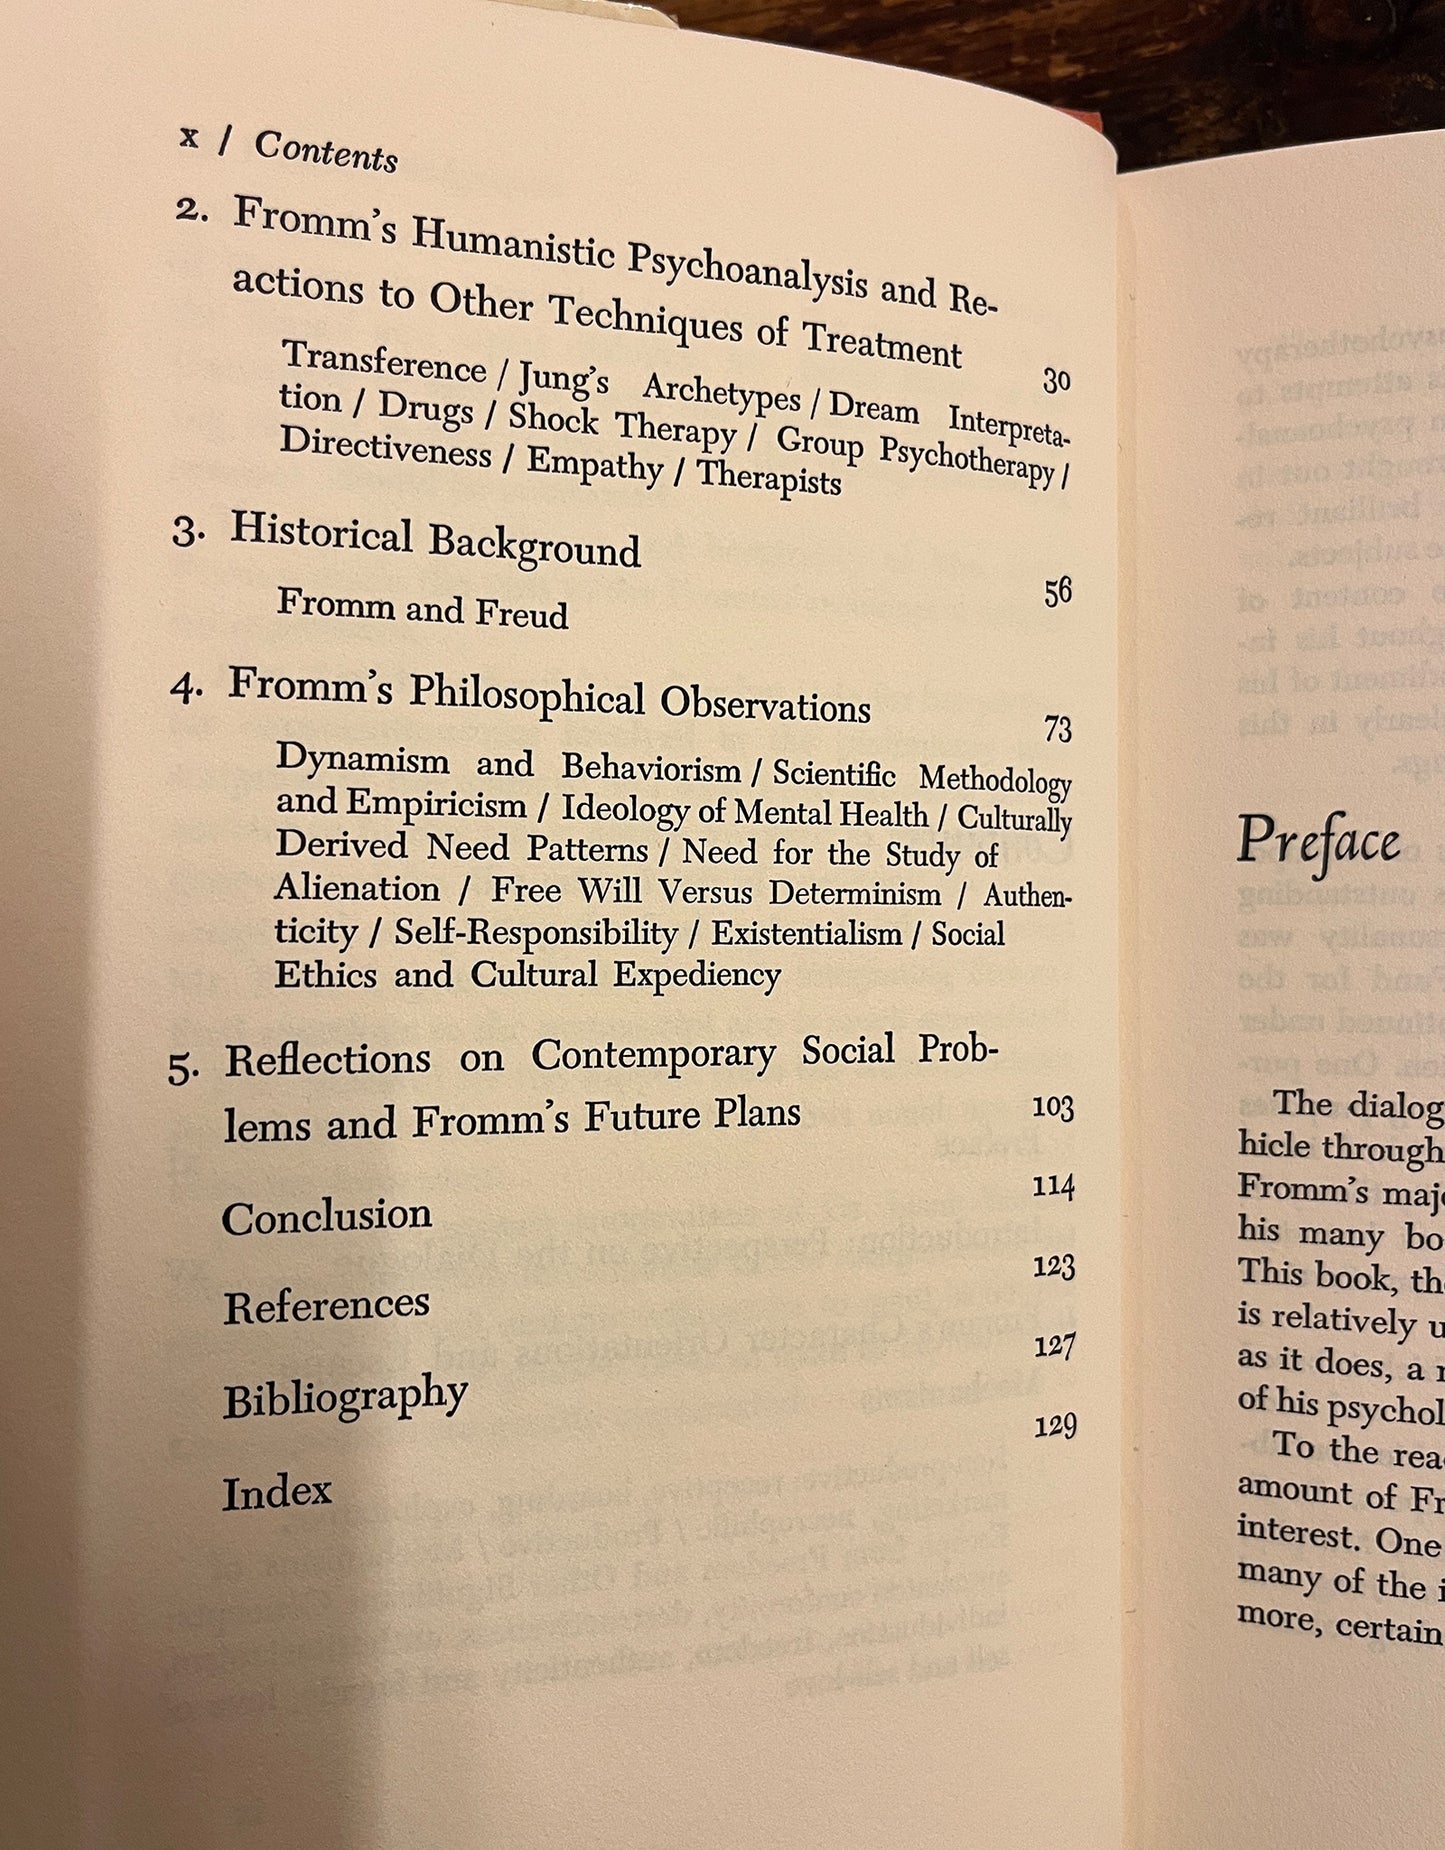 x / Contents
2. Fromm's Humanistic Psychoanalysis and Re-
actions to Other Techniques of Treatment 30
Transference / Jung's Archetypes / Dream Interpreta-
tion / Drugs / Shock Therapy / Group Psychotherapy /
Directiveness / Empathy / Therapists
3. Historical Background 56
Fromm and Freud
4. Fromm's Philosophical Observations 73
Dynamism and Behaviorism / Scientific Methodology
and Empiricism / Ideology of Mental Health / Culturally
Derived Need Patterns / Need for the Study of
Alienation / Free Will Versus Determinism / Authen-
ticity / Self-Responsibility / Existentialism / Social
Ethics and Cultural Expediency
5. Reflections on Contemporary Social Prob-
lems and Fromm's Future Plans 103
Conclusion 114
References 123
Bibliography 127
Index 129
Preface
The dialog
hicle through
Fromm's maj
his many bo
This book, th
is relatively u
as it does, a
of his psychol
To the rea
amount of Fr
interest. One
many of the i
more, certain